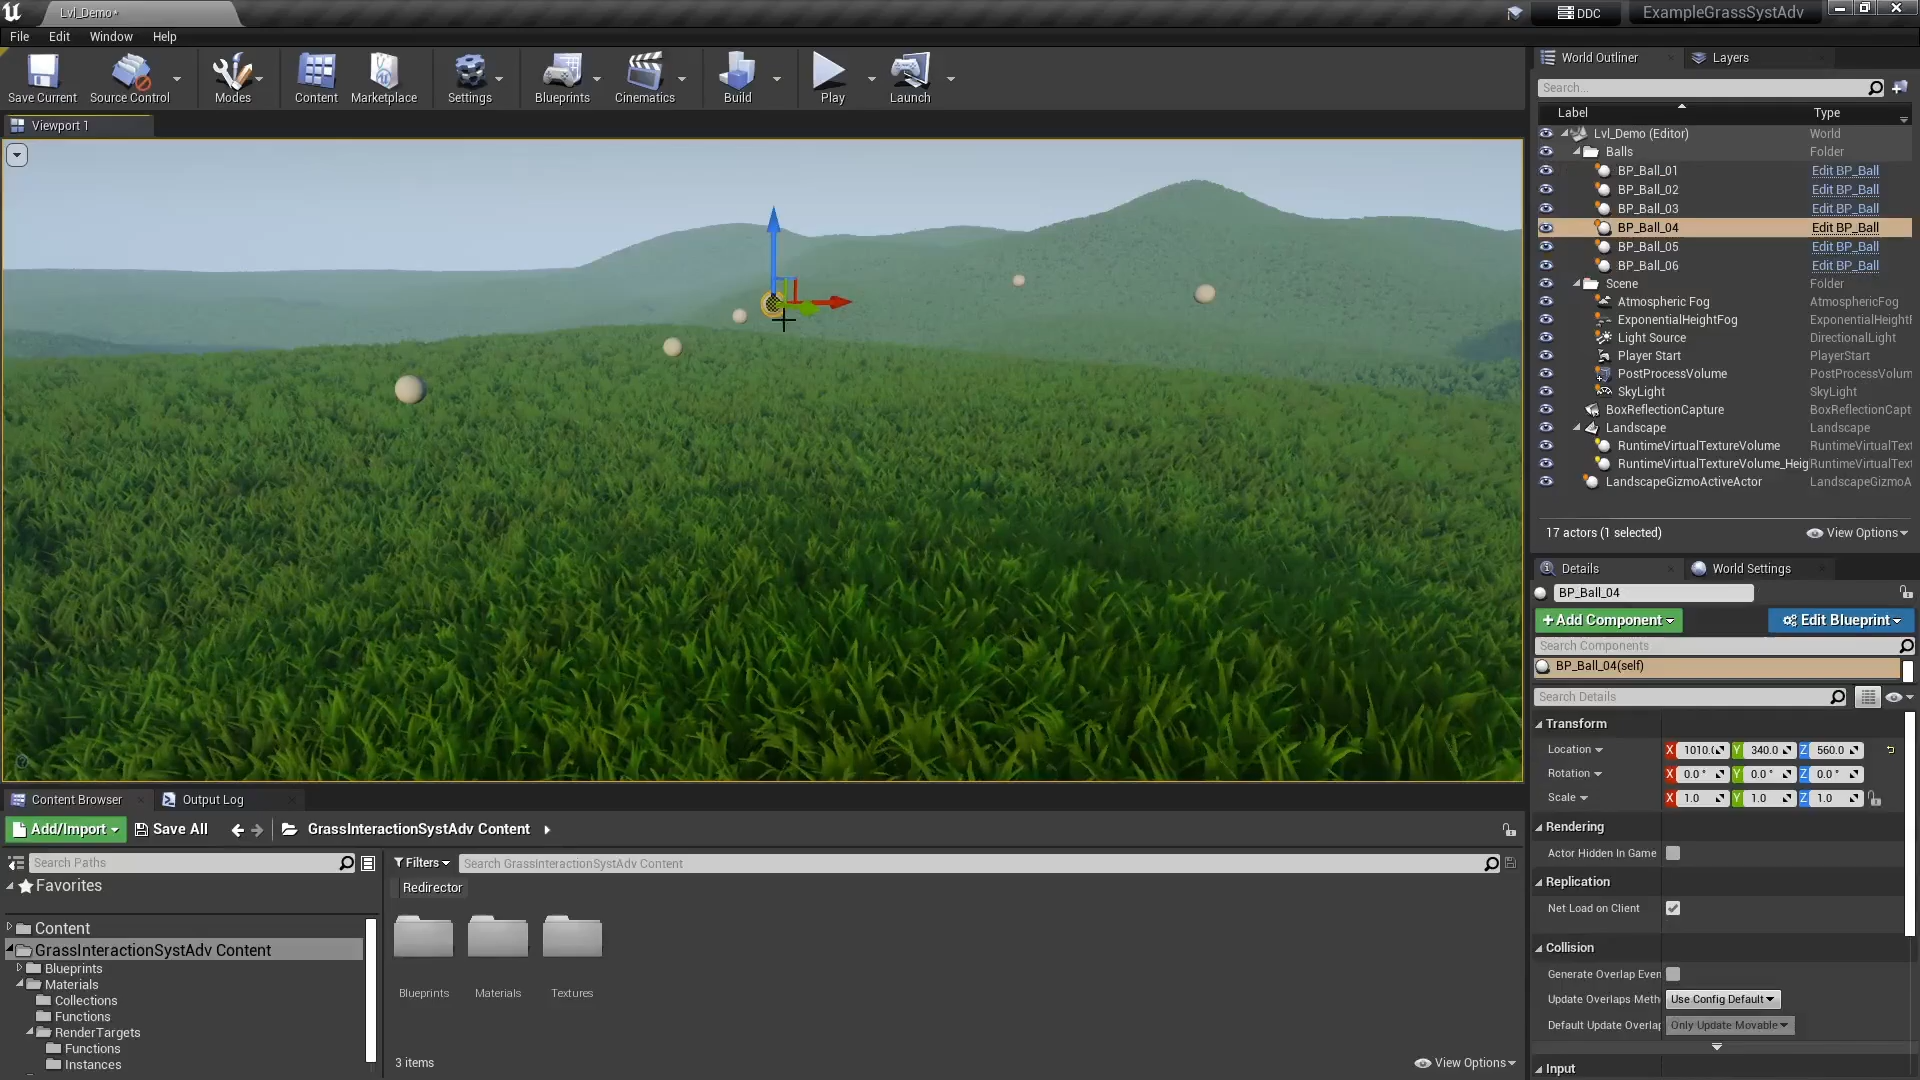 Lvl_Demo*
DDC
ExampleGrassSystAdv
File Edit Window Help
Save Current
Source Control
Modes
Content
Marketplace
Settings
Blueprints
Cinematics
Build
Play
Launch
Viewport 1
World Outliner
Layers
Search...
Label Type
Lvl_Demo (Editor) World
Balls Folder
BP_Ball_01 Edit BP_Ball
BP_Ball_02 Edit BP_Ball
BP_Ball_03 Edit BP_Ball
BP_Ball_04 Edit BP_Ball
BP_Ball_05 Edit BP_Ball
BP_Ball_06 Edit BP_Ball
Scene Folder
Atmospheric Fog AtmosphericFog
ExponentialHeightFog ExponentialHeightF
Light Source DirectionalLight
Player Start PlayerStart
PostProcessVolume PostProcessVolum
SkyLight SkyLight
BoxReflectionCapture BoxReflectionCapt
Landscape Landscape
RuntimeVirtualTextureVolume RuntimeVirtualText
RuntimeVirtualTextureVolume_Heig RuntimeVirtualText
LandscapeGizmoActiveActor LandscapeGizmoA
17 actors (1 selected)
View Options
Details
World Settings
BP_Ball_04
+Add Component
Edit Blueprint
Search Components
BP_Ball_04(self)
Search Details
Transform
Location X 1010.0 Y 340.0 Z 560.0
Rotation X 0.0 ° Y 0.0 ° Z 0.0 °
Scale X 1.0 Y 1.0 Z 1.0
Rendering
Actor Hidden In Game
Replication
Net Load on Client
Collision
Generate Overlap Even
Update Overlaps Meth Use Config Default
Default Update Overlap Only Update Movable
Input
Content Browser
Output Log
Add/Import
Save All
GrassInteractionSystAdv Content
Search Paths
Filters
Search GrassInteractionSystAdv Content
Favorites
Redirector
Content
GrassInteractionSystAdv Content
Blueprints
Materials
Collections
Functions
RenderTargets
Functions
Instances
Blueprints
Materials
Textures
3 items
View Options